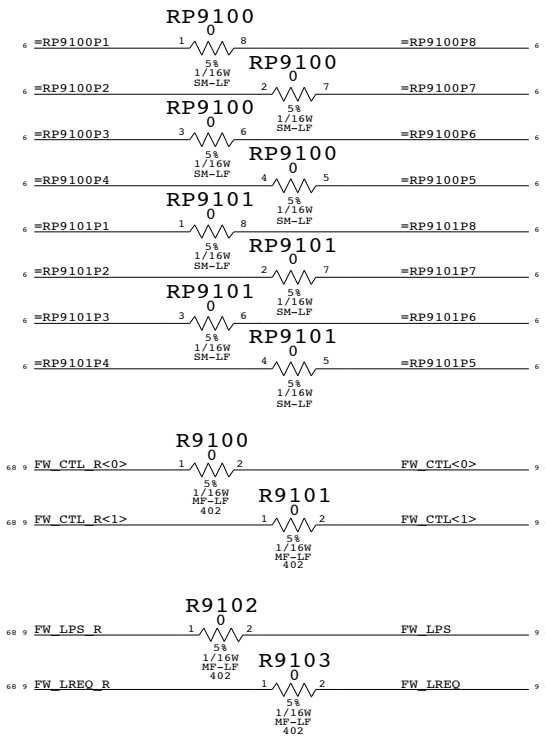 RP9100
0
6 =RP9100P1 1 8 =RP9100P8 6
5%
1/16W
SM-LF
RP9100
0
6 =RP9100P2 2 7 =RP9100P7 6
5%
1/16W
SM-LF
RP9100
0
6 =RP9100P3 3 6 =RP9100P6 6
5%
1/16W
SM-LF
RP9100
0
6 =RP9100P4 4 5 =RP9100P5 6
5%
1/16W
SM-LF
RP9101
0
6 =RP9101P1 1 8 =RP9101P8 6
5%
1/16W
SM-LF
RP9101
0
6 =RP9101P2 2 7 =RP9101P7 6
5%
1/16W
SM-LF
RP9101
0
6 =RP9101P3 3 6 =RP9101P6 6
5%
1/16W
SM-LF
RP9101
0
6 =RP9101P4 4 5 =RP9101P5 6
5%
1/16W
SM-LF
R9100
0
68 9 FW_CTL_R<0> 1 2 FW_CTL<0> 9
5%
1/16W
MF-LF
402
R9101
0
68 9 FW_CTL_R<1> 1 2 FW_CTL<1> 9
5%
1/16W
MF-LF
402
R9102
0
68 9 FW_LPS_R 1 2 FW_LPS 9
5%
1/16W
MF-LF
402
R9103
0
68 9 FW_LREQ_R 1 2 FW_LREQ 9
5%
1/16W
MF-LF
402